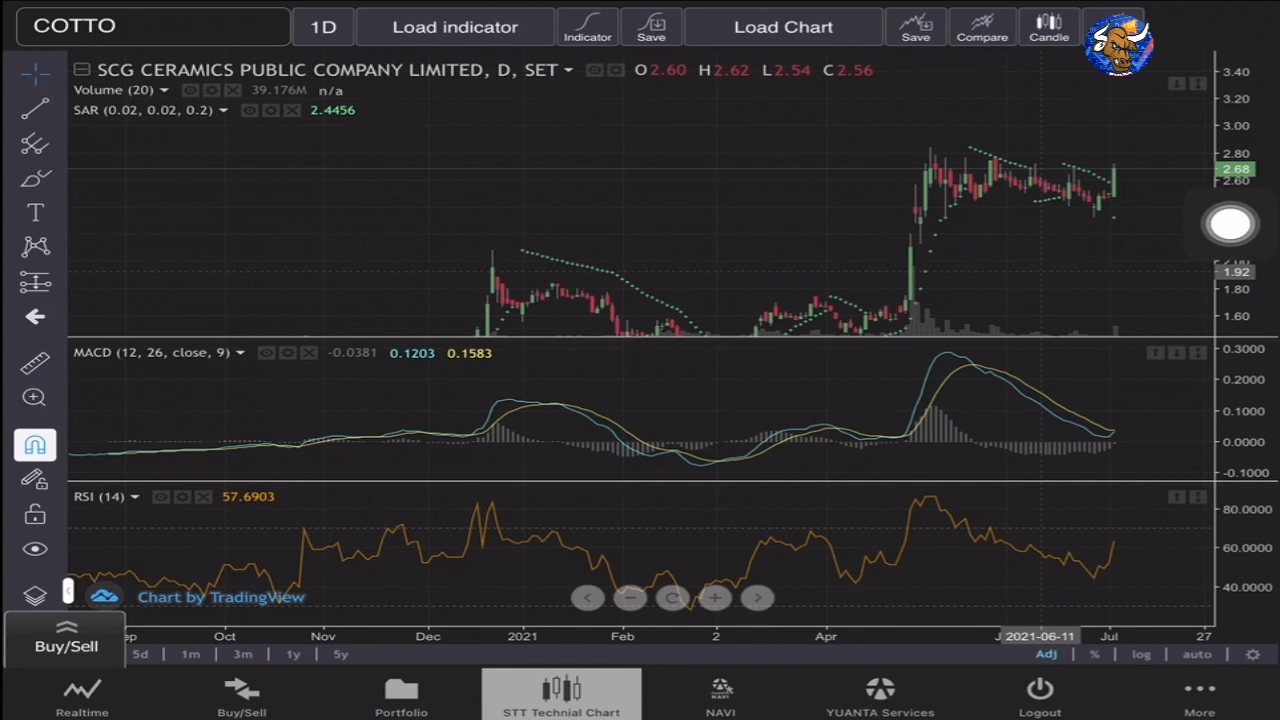 COTTO 1D Load indicator Indicator Save Load Chart Save Compare Candle
SCG CERAMICS PUBLIC COMPANY LIMITED, D, SET O2.60 H2.62 L2.54 C2.56
Volume (20) 39.176M n/a
SAR (0.02, 0.02, 0.2) 2.4456
3.40
3.20
3.00
2.80
2.68
2.60
1.92
1.80
1.60
MACD (12, 26, close, 9) -0.0381 0.1203 0.1583
0.3000
0.2000
0.1000
0.0000
-0.1000
RSI (14) 57.6903
80.0000
60.0000
40.0000
Chart by TradingView
Oct Nov Dec 2021 Feb 2 Apr 2021-06-11 Jul 27
Buy/Sell
5d 1m 3m 1y 5y Adj % log auto
Realtime Buy/Sell Portfolio STT Technial Chart NAVI YUANTA Services Logout More